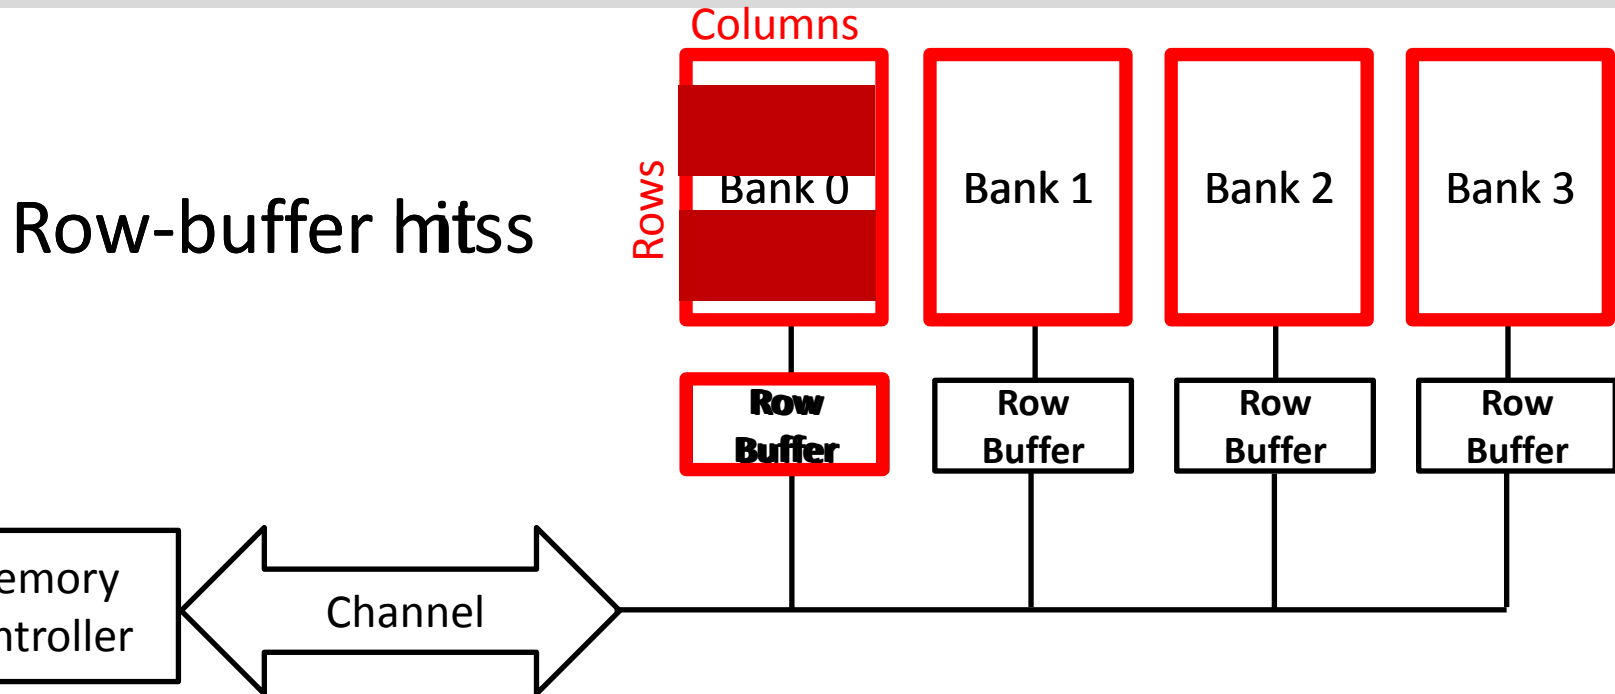 Columns
Rows
Bank 0
Bank 1
Bank 2
Bank 3
Row-buffer hitss
Row
Buffer
Row
Buffer
Row
Buffer
Row
Buffer
emory
ntroller
Channel